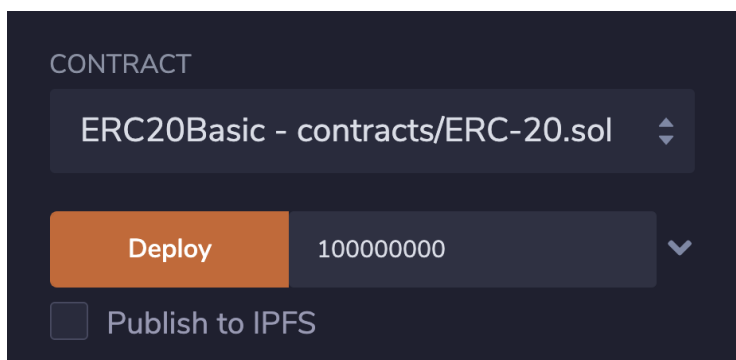 CONTRACT
ERC20Basic - contracts/ERC-20.sol
Deploy 100000000
Publish to IPFS